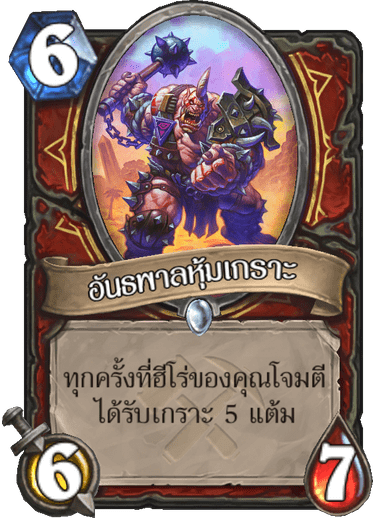 6
อันธพาลหุ้มเกราะ
ทุกครั้งที่ฮีโร่ของคุณโจมตี
ได้รับเกราะ 5 แต้ม
6
7